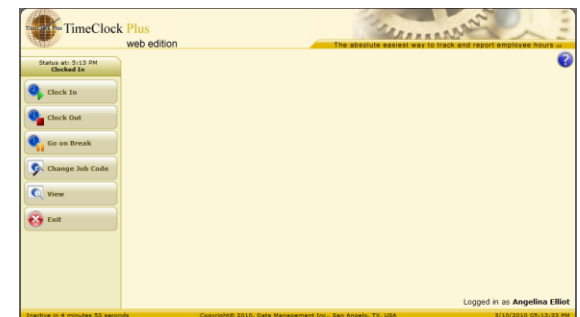 TimeClock Plus
web edition
The absolute easiest way to track and report employee hours.
Status at: 5:13 PM
Clocked In
Clock In
Clock Out
Go on Break
Change Job Code
View
Exit
Logged in as Angelina Elliot
Inactive in 4 minutes 53 seconds
Copyright© 2010, Data Management Inc., San Angelo, TX, USA
3/10/2010 05:13:33 PM